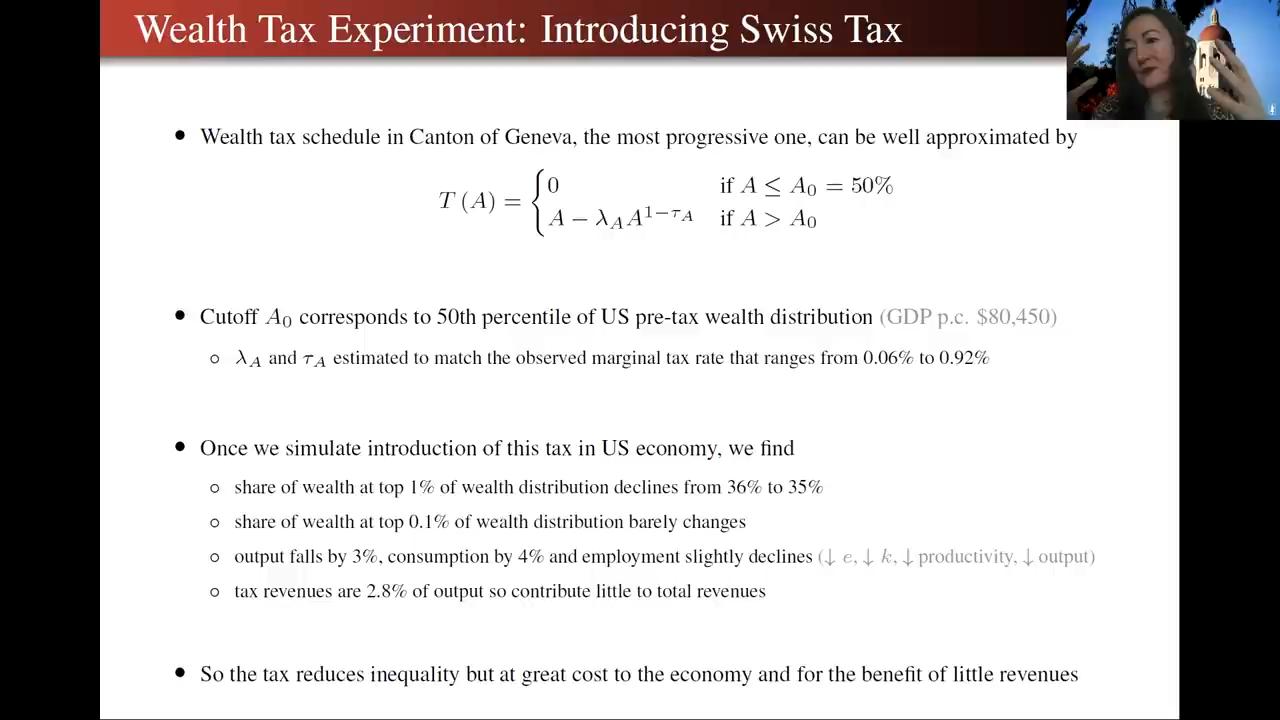 Wealth Tax Experiment: Introducing Swiss Tax
• Wealth tax schedule in Canton of Geneva, the most progressive one, can be well approximated by
T (A) = { 0 if A ≤ A₀ = 50%
A − λ_A A^{1−τ_A} if A > A₀
• Cutoff A₀ corresponds to 50th percentile of US pre-tax wealth distribution (GDP p.c. $80,450)
○ λ_A and τ_A estimated to match the observed marginal tax rate that ranges from 0.06% to 0.92%
• Once we simulate introduction of this tax in US economy, we find
○ share of wealth at top 1% of wealth distribution declines from 36% to 35%
○ share of wealth at top 0.1% of wealth distribution barely changes
○ output falls by 3%, consumption by 4% and employment slightly declines (↓ e, ↓ k, ↓ productivity, ↓ output)
○ tax revenues are 2.8% of output so contribute little to total revenues
• So the tax reduces inequality but at great cost to the economy and for the benefit of little revenues